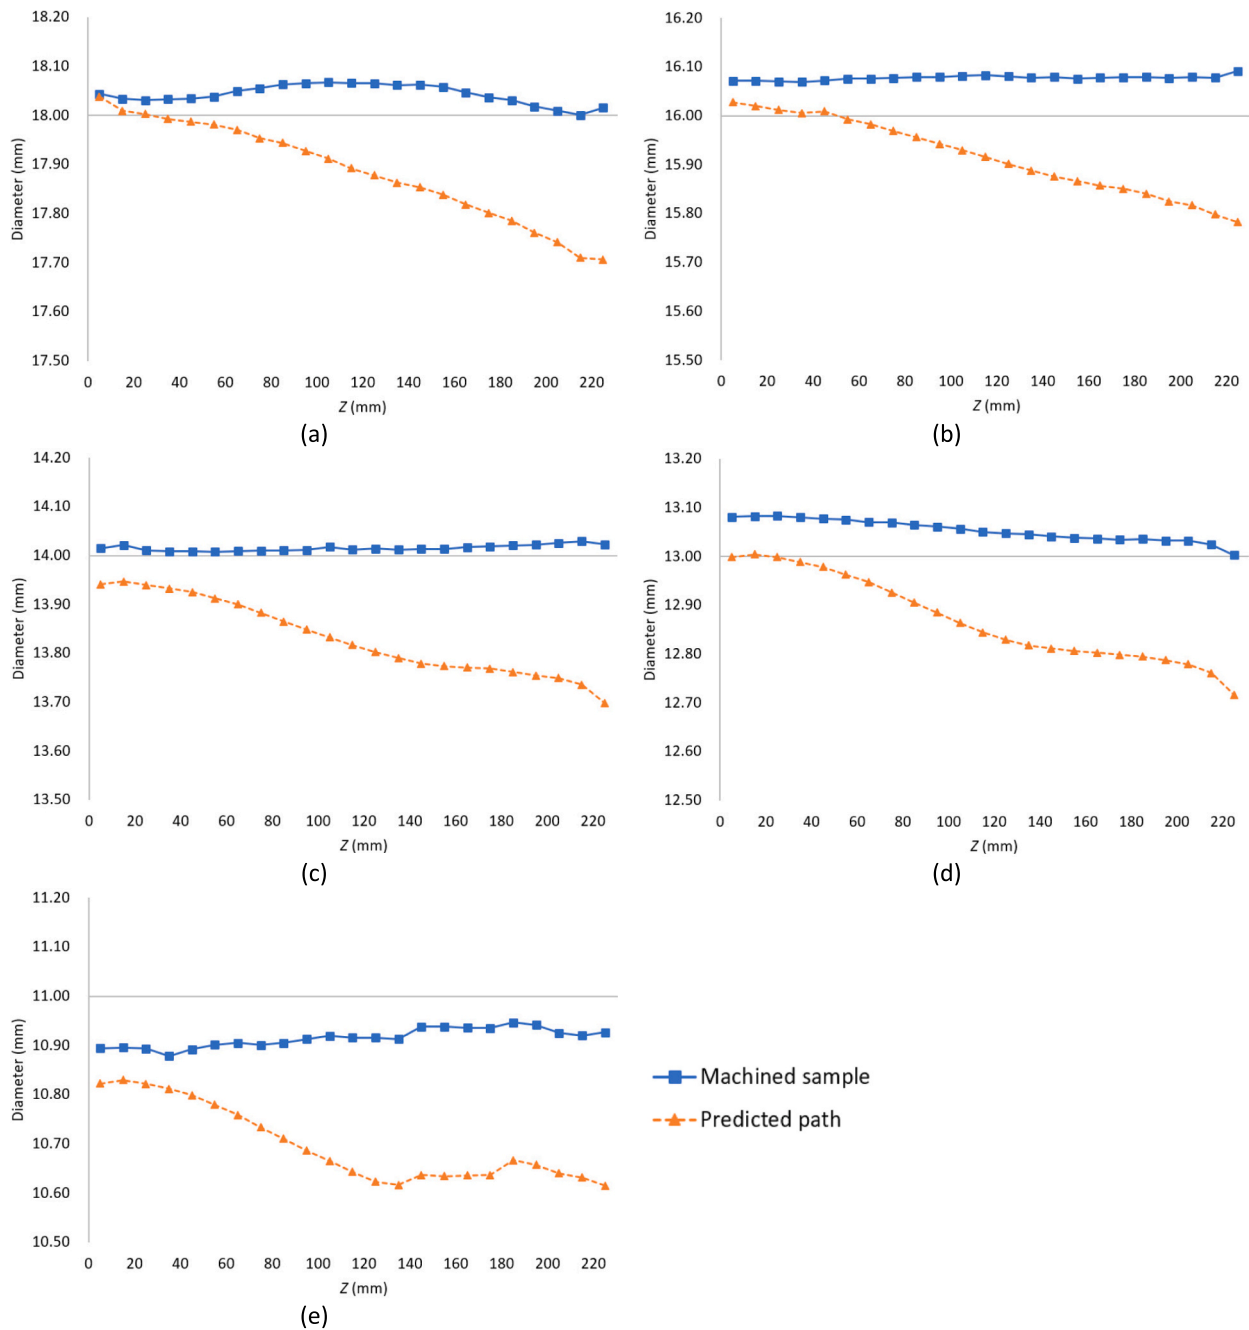 18.20
18.10
18.00
17.90
17.80
17.70
17.60
17.50
Diameter (mm)
0 20 40 60 80 100 120 140 160 180 200 220
Z (mm)
(a)
16.20
16.10
16.00
15.90
15.80
15.70
15.60
15.50
Diameter (mm)
0 20 40 60 80 100 120 140 160 180 200 220
Z (mm)
(b)
14.20
14.10
14.00
13.90
13.80
13.70
13.60
13.50
Diameter (mm)
0 20 40 60 80 100 120 140 160 180 200 220
Z (mm)
(c)
13.20
13.10
13.00
12.90
12.80
12.70
12.60
12.50
Diameter (mm)
0 20 40 60 80 100 120 140 160 180 200 220
Z (mm)
(d)
11.20
11.10
11.00
10.90
10.80
10.70
10.60
10.50
Diameter (mm)
0 20 40 60 80 100 120 140 160 180 200 220
Z (mm)
(e)
Machined sample
Predicted path